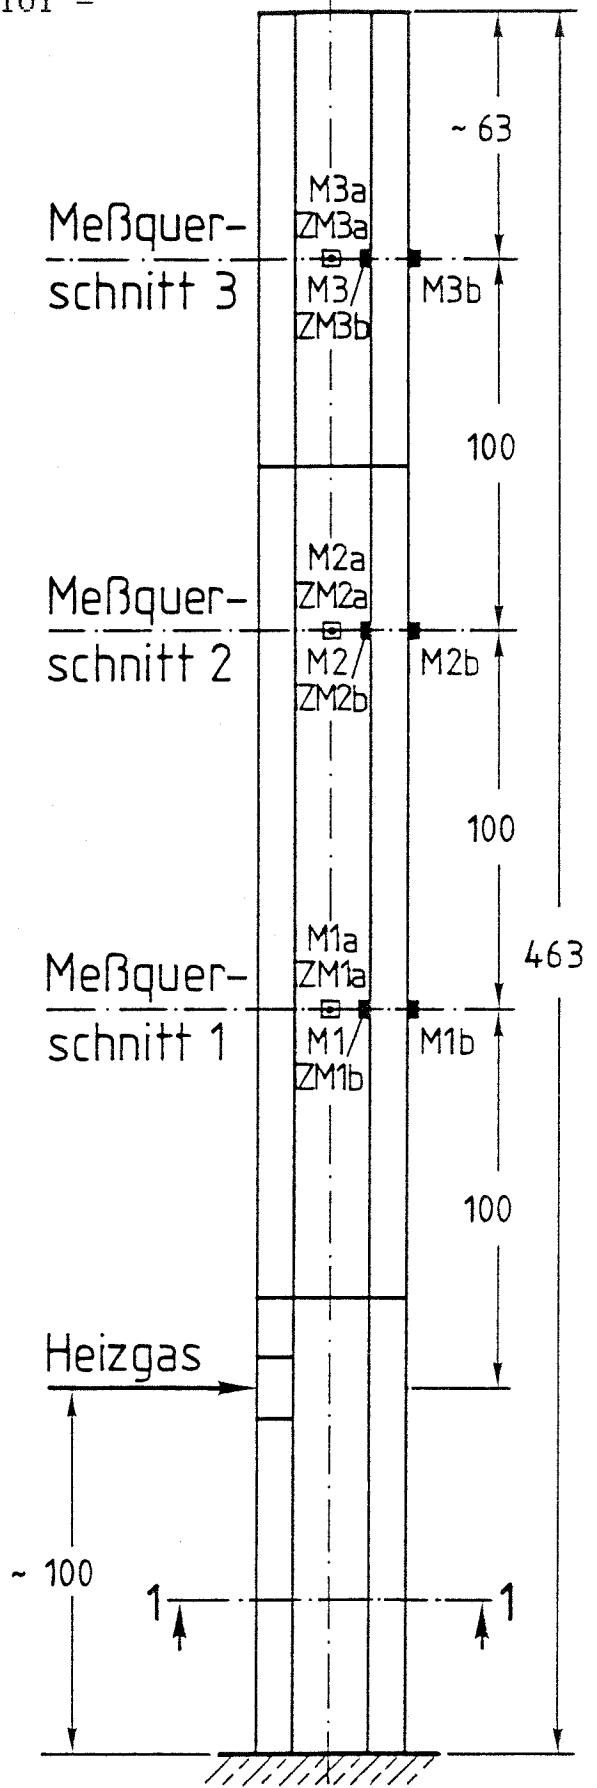 101 –
~ 63
M3a
Meßquer-
ZM3a
schnitt 3
M3
M3b
ZM3b
100
M2a
Meßquer-
ZM2a
schnitt 2
M2
M2b
ZM2b
100
M1a
463
Meßquer-
ZM1a
schnitt 1
M1
M1b
ZM1b
100
Heizgas
~ 100
1
1